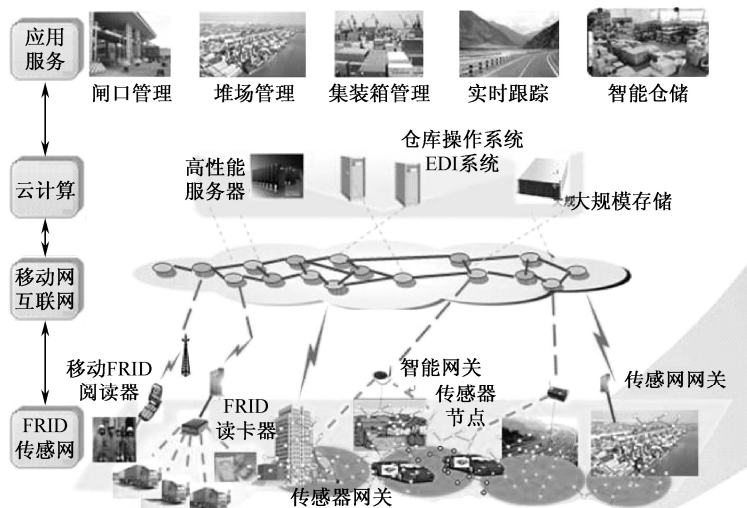 应用
服务
闸口管理
堆场管理
集装箱管理
实时跟踪
智能仓储
云计算
高性能
服务器
仓库操作系统
EDI系统
大规模存储
移动网
互联网
移动FRID
阅读器
FRID
读卡器
智能网关
传感器
节点
传感网网关
FRID
传感网
传感器网关